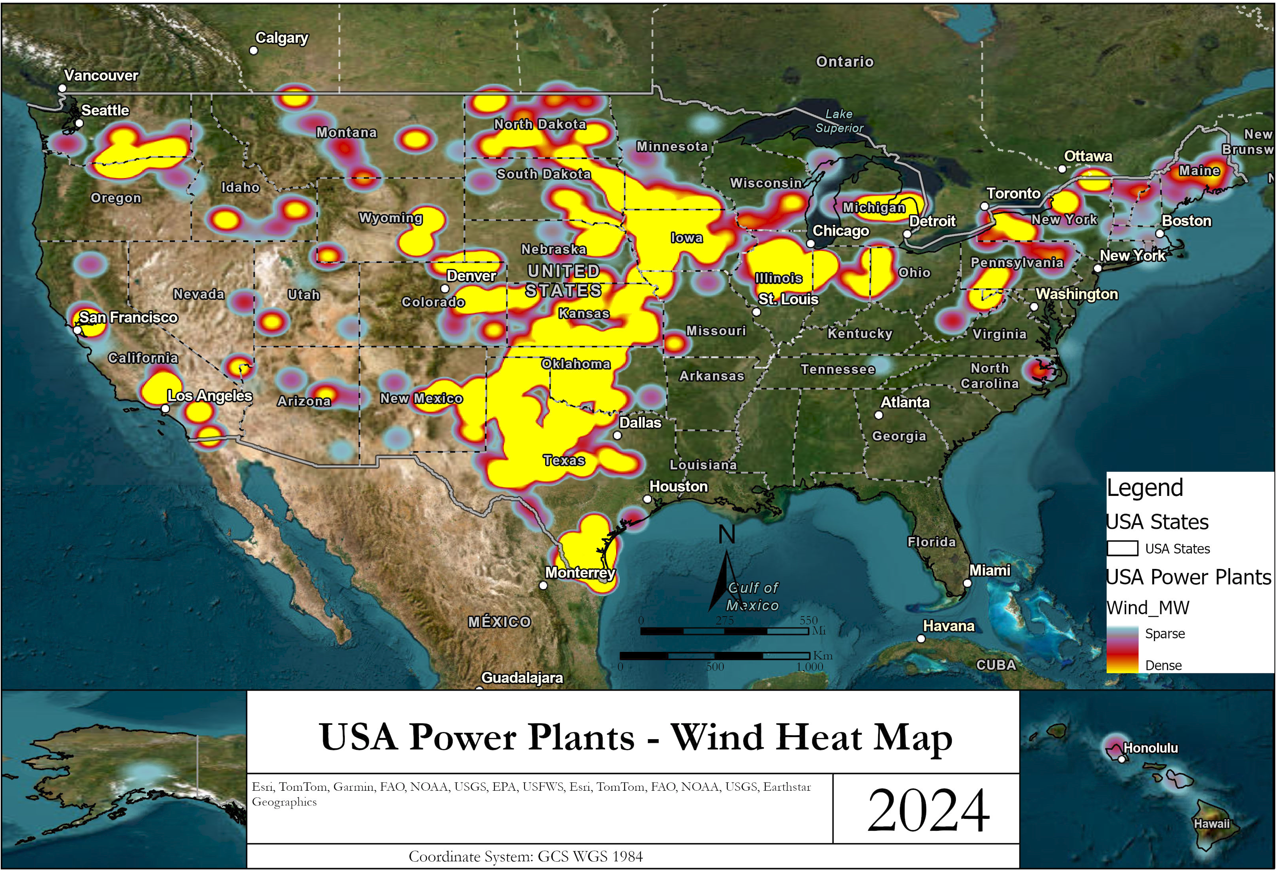 Calgary
Ontario
Vancouver
Seattle
Lake
Superior
Montana
North Dakota
Minnesota
Ottawa
New
Brunsw
Maine
South Dakota
Wisconsin
Oregon
Idaho
Toronto
Michigan
Wyoming
New York
Boston
Detroit
Chicago
Iowa
Nebraska
New York
Pennsylvania
UNITED
STATES
Denver
Illinois
Ohio
Nevada
Utah
Colorado
St. Louis
Washington
San Francisco
Kansas
Missouri
Kentucky
Virginia
California
Oklahoma
Tennessee
North
Carolina
Arkansas
Los Angeles
Arizona
New Mexico
Atlanta
Dallas
Georgia
Texas
Louisiana
Houston
Legend
USA States
USA States
N
Florida
Miami
Monterrey
USA Power Plants
Gulf of
Mexico
Wind_MW
0 275 550
Mi
MÉXICO
Havana
Sparse
Km
0 500 1,000
CUBA
Dense
Guadalajara
USA Power Plants - Wind Heat Map
Honolulu
Esri, TomTom, Garmin, FAO, NOAA, USGS, EPA, USFWS, Esri, TomTom, FAO, NOAA, USGS, Earthstar
Geographics
2024
Hawaii
Coordinate System: GCS WGS 1984